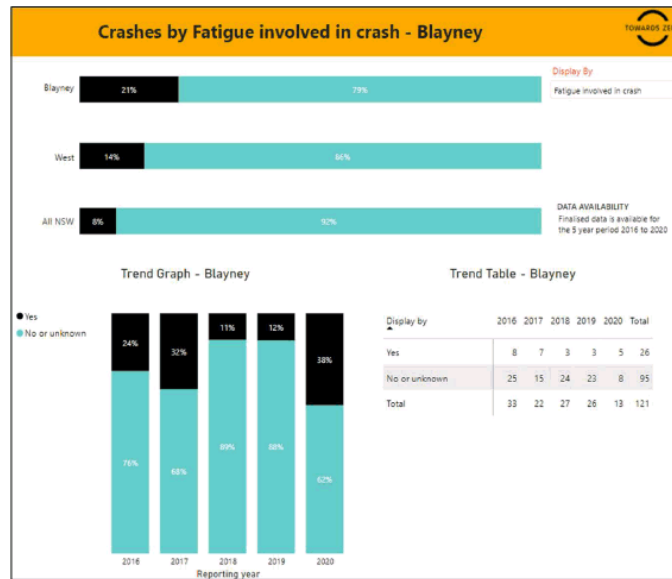 Crashes by Fatigue involved in crash - Blayney
TOWARDS ZE
Display By
Fatigue involved in crash
Blayney 21% 79%
West 14% 86%
All NSW 8% 92%
DATA AVAILABILITY
Finalised data is available for
the 5 year period 2016 to 2020
Trend Graph - Blayney
Yes
No or unknown
24% 32% 11% 12% 38%
76% 68% 89% 88% 62%
2016 2017 2018 2019 2020
Reporting year
Trend Table - Blayney
Display by 2016 2017 2018 2019 2020 Total
Yes 8 7 3 3 5 26
No or unknown 25 15 24 23 8 95
Total 33 22 27 26 13 121